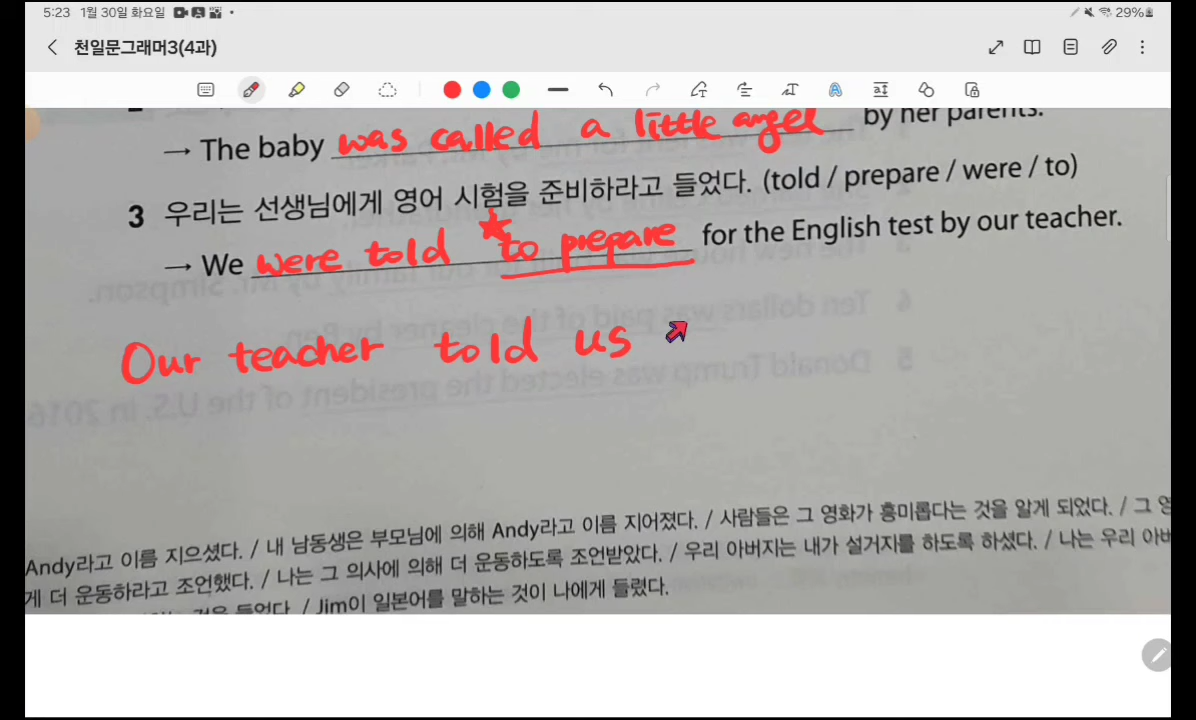 5:23 1월 30일 화요일
29%
천일문그래머3(4과)
→ The baby was called a little angel by her parents.
3 우리는 선생님에게 영어 시험을 준비하라고 들었다. (told / prepare / were / to)
→ We were told to prepare for the English test by our teacher.
Our teacher told us
Andy라고 이름 지으셨다. / 내 남동생은 부모님에 의해 Andy라고 이름 지어졌다. / 사람들은 그 영화가 흥미롭다는 것을 알게 되었다. / 그
게 더 운동하라고 조언했다. / 나는 그 의사에 의해 더 운동하도록 조언받았다. / 우리 아버지는 내가 설거지를 하도록 하셨다. / 나는 우리
것을 들었다. / Jim이 일본어를 말하는 것이 나에게 들렸다.